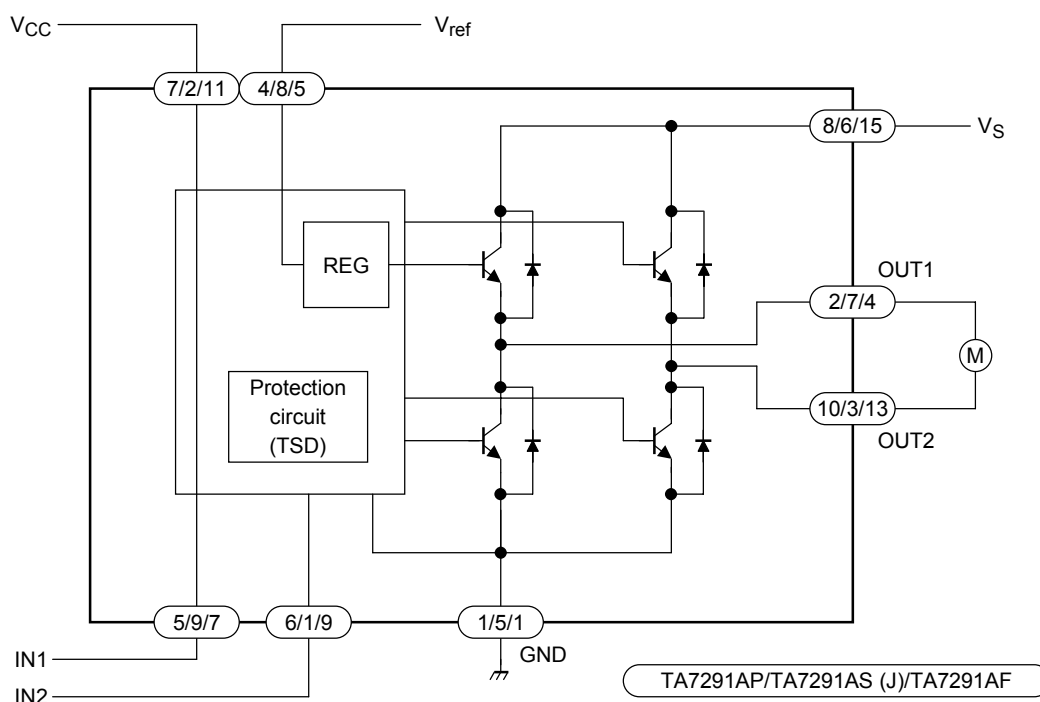 VCC
Vref
7/2/11
4/8/5
8/6/15
VS
REG
OUT1
2/7/4
M
Protection
circuit
(TSD)
10/3/13
OUT2
5/9/7
6/1/9
1/5/1
GND
IN1
IN2
TA7291AP/TA7291AS (J)/TA7291AF